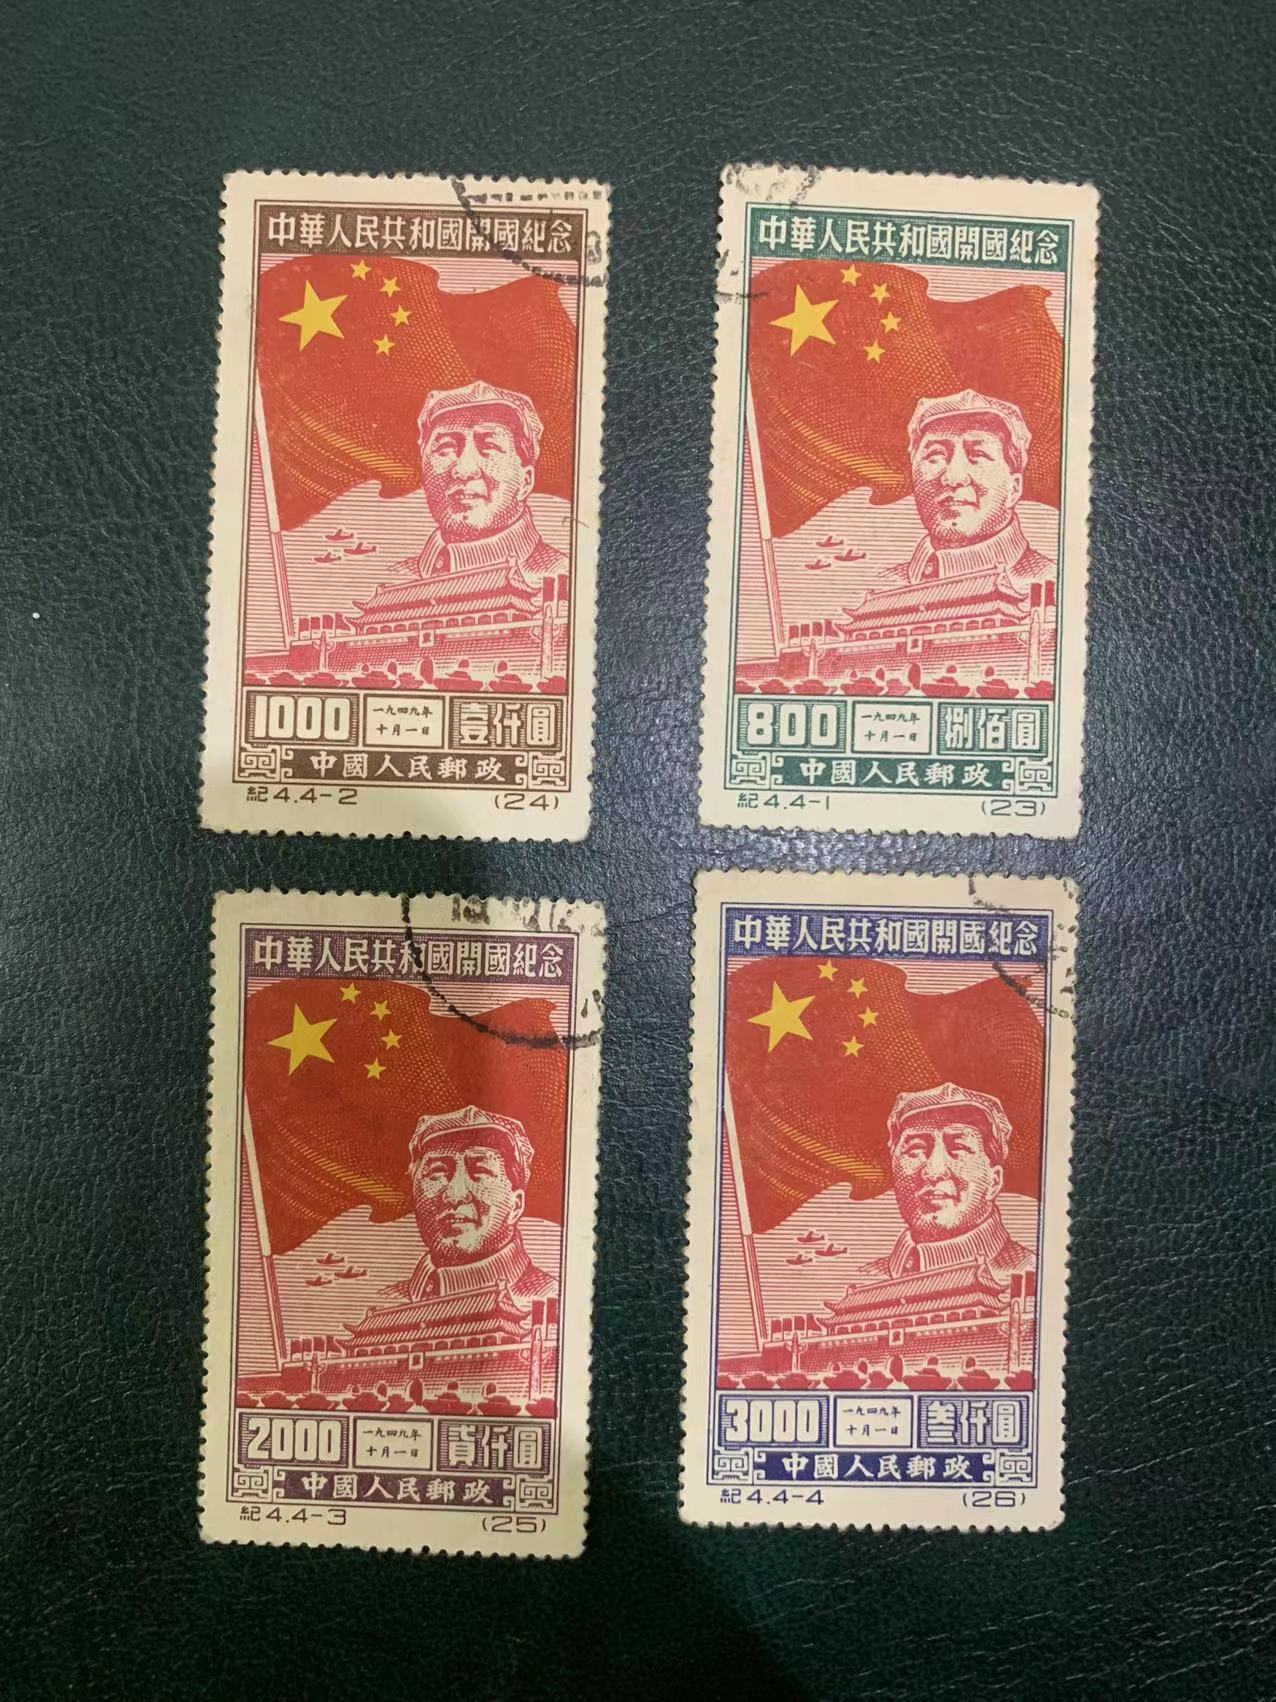 中華人民共和國開國紀念
1000 一九四九年 十月一日 壹仟圓
中國人民郵政
紀4.4-2 (24)
中華人民共和國開國紀念
800 一九四九年 十月一日 捌佰圓
中國人民郵政
紀4.4-1 (23)
中華人民共和國開國紀念
2000 一九四九年 十月一日 貳仟圓
中國人民郵政
紀4.4-3 (25)
中華人民共和國開國紀念
3000 一九四九年 十月一日 叁仟圓
中國人民郵政
紀4.4-4 (26)